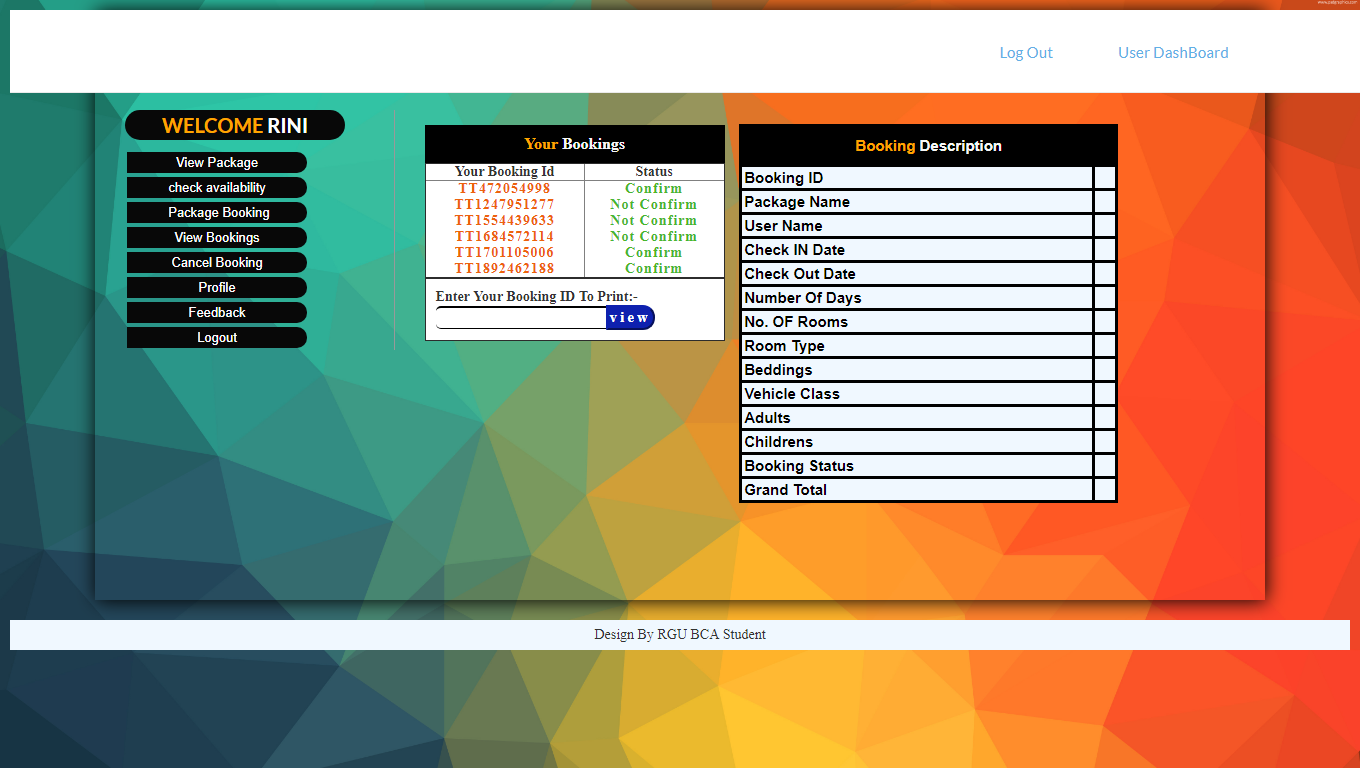 Log Out User DashBoard
WELCOME RINI
View Package
check availability
Package Booking
View Bookings
Cancel Booking
Profile
Feedback
Logout
Your Bookings
Your Booking Id Status
TT472054998 Confirm
TT1247951277 Not Confirm
TT1554439633 Not Confirm
TT1684572114 Not Confirm
TT1701105006 Confirm
TT1892462188 Confirm
Enter Your Booking ID To Print:-
view
Booking Description
Booking ID
Package Name
User Name
Check IN Date
Check Out Date
Number Of Days
No. OF Rooms
Room Type
Beddings
Vehicle Class
Adults
Childrens
Booking Status
Grand Total
Design By RGU BCA Student